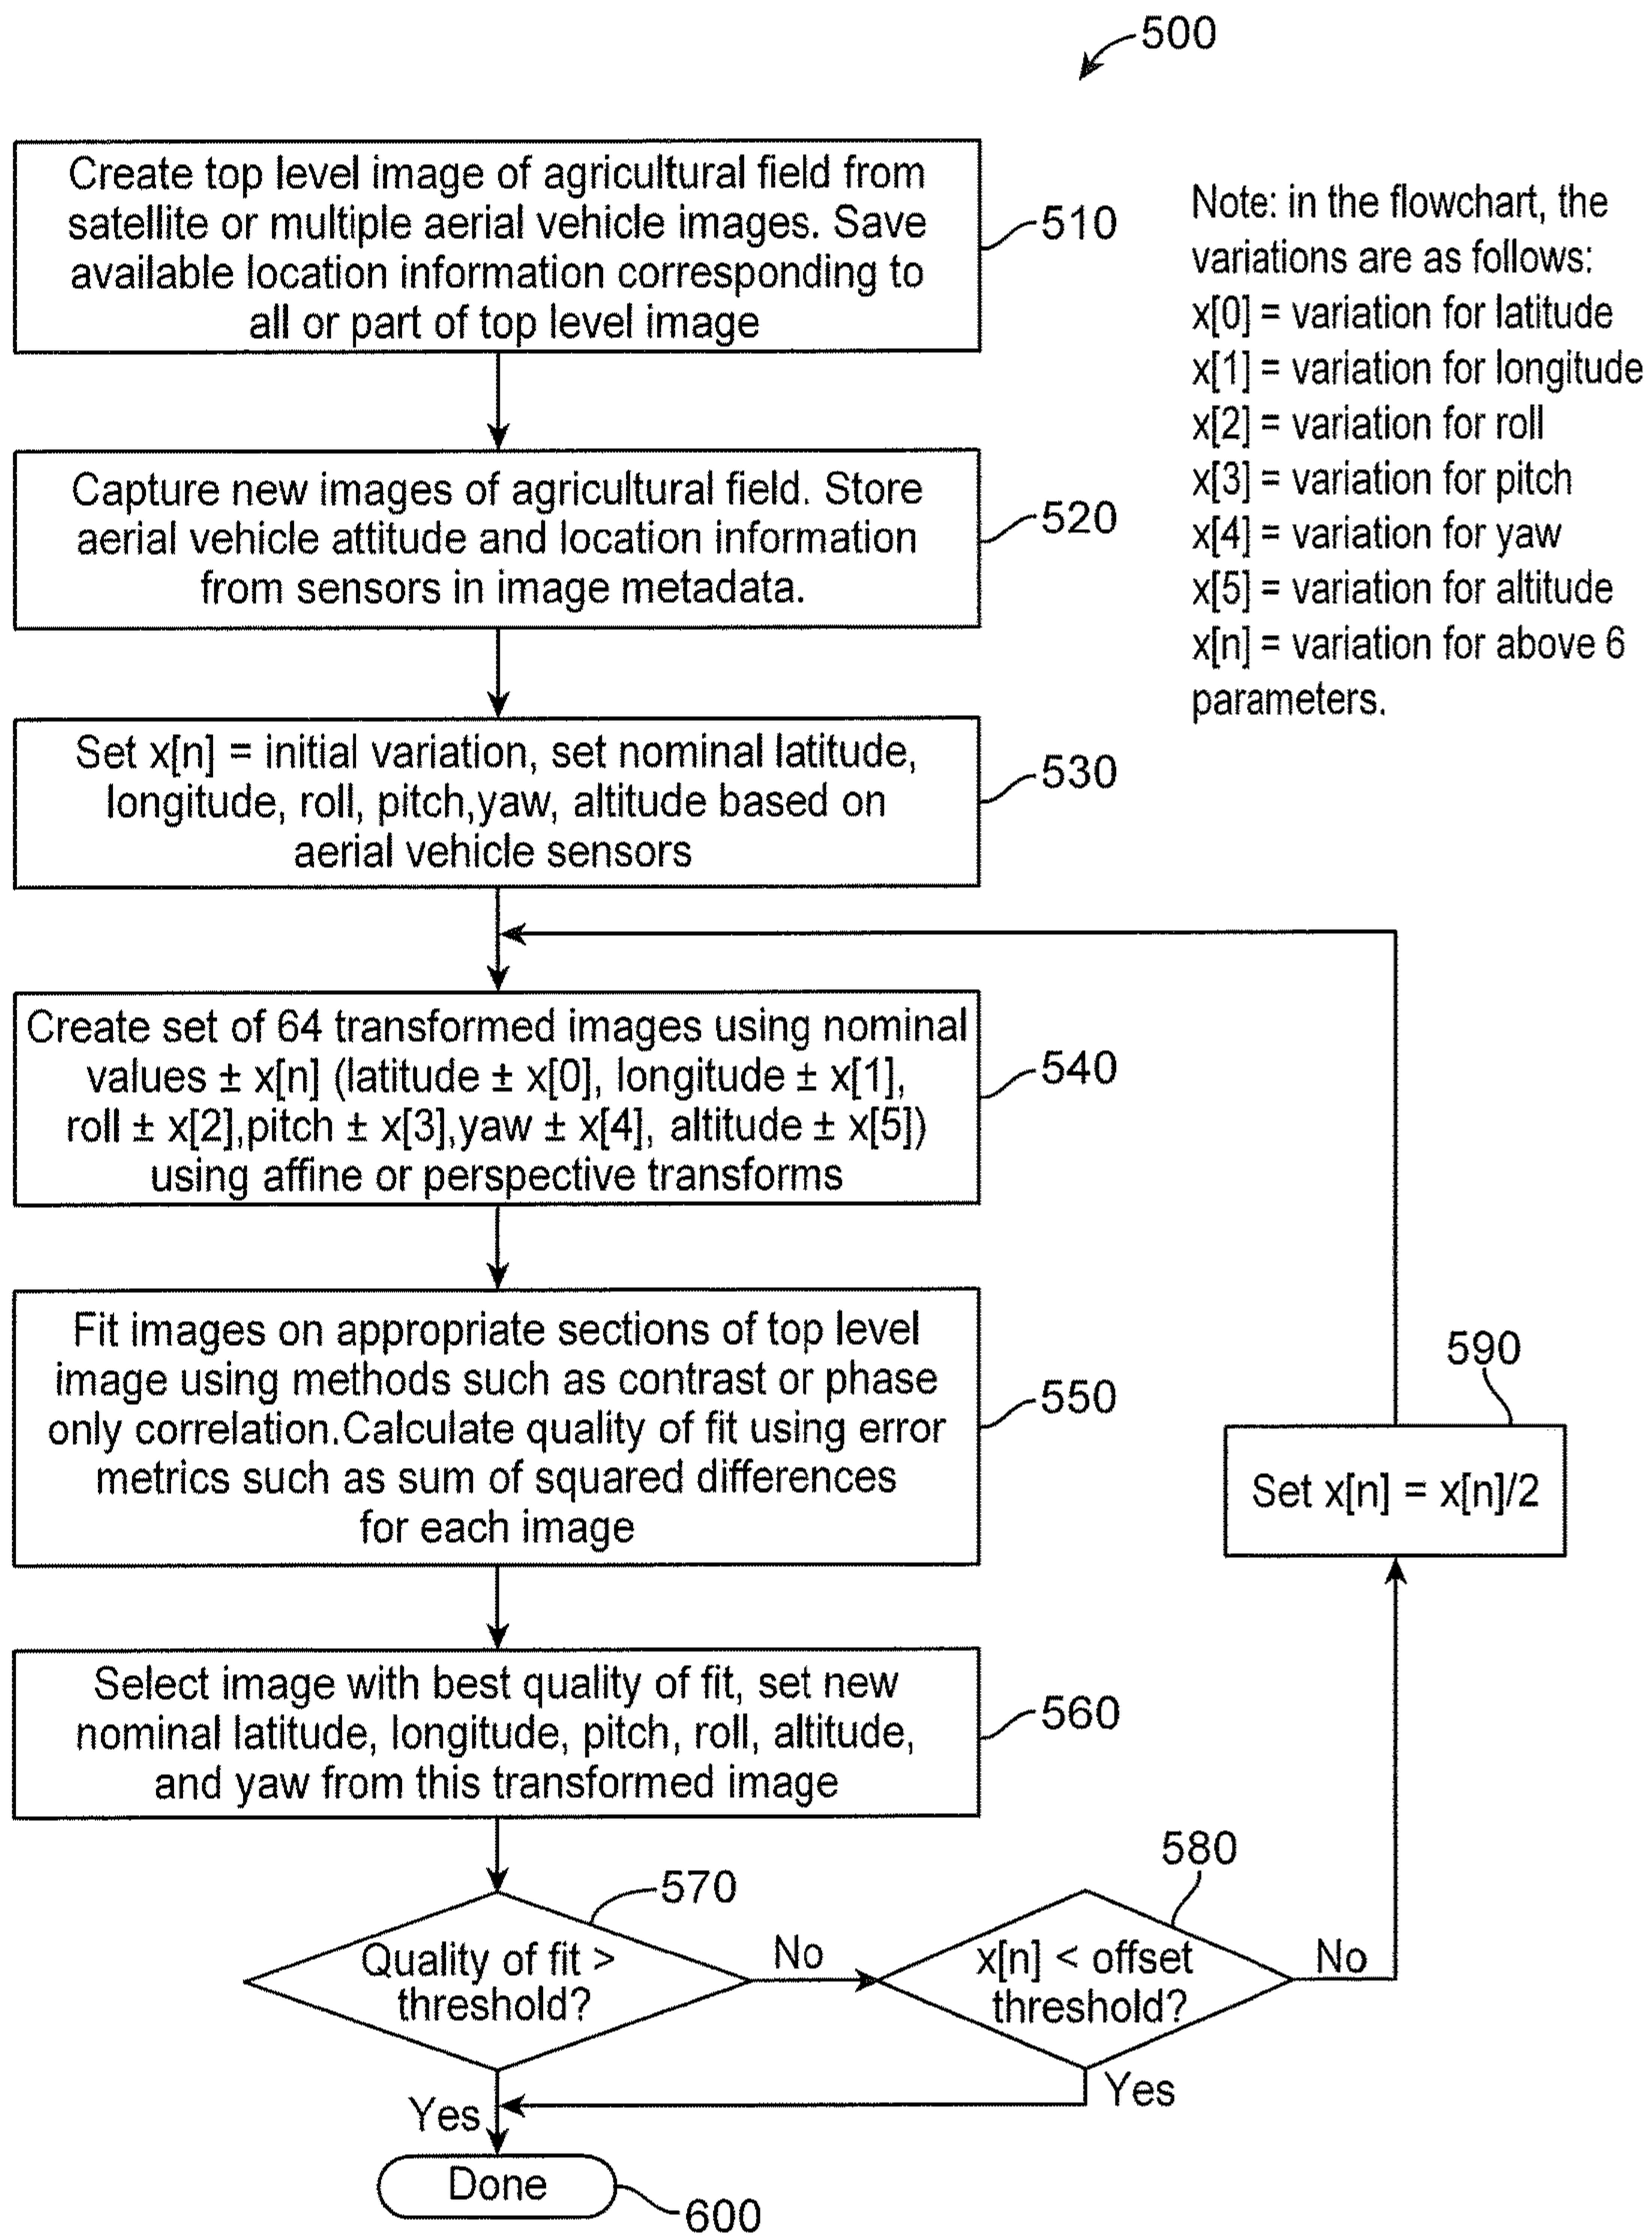 500
Create top level image of agricultural field from
satellite or multiple aerial vehicle images. Save
available location information corresponding to
all or part of top level image
510
Note: in the flowchart, the
variations are as follows:
x[0] = variation for latitude
x[1] = variation for longitude
x[2] = variation for roll
x[3] = variation for pitch
x[4] = variation for yaw
x[5] = variation for altitude
x[n] = variation for above 6
parameters.
Capture new images of agricultural field. Store
aerial vehicle attitude and location information
from sensors in image metadata.
520
Set x[n] = initial variation, set nominal latitude,
longitude, roll, pitch,yaw, altitude based on
aerial vehicle sensors
530
Create set of 64 transformed images using nominal
values ± x[n] (latitude ± x[0], longitude ± x[1],
roll ± x[2],pitch ± x[3],yaw ± x[4], altitude ± x[5])
using affine or perspective transforms
540
Fit images on appropriate sections of top level
image using methods such as contrast or phase
only correlation.Calculate quality of fit using error
metrics such as sum of squared differences
for each image
550
590
Set x[n] = x[n]/2
Select image with best quality of fit, set new
nominal latitude, longitude, pitch, roll, altitude,
and yaw from this transformed image
560
570
Quality of fit >
threshold?
No
580
x[n] < offset
threshold?
No
Yes
Yes
Done
600